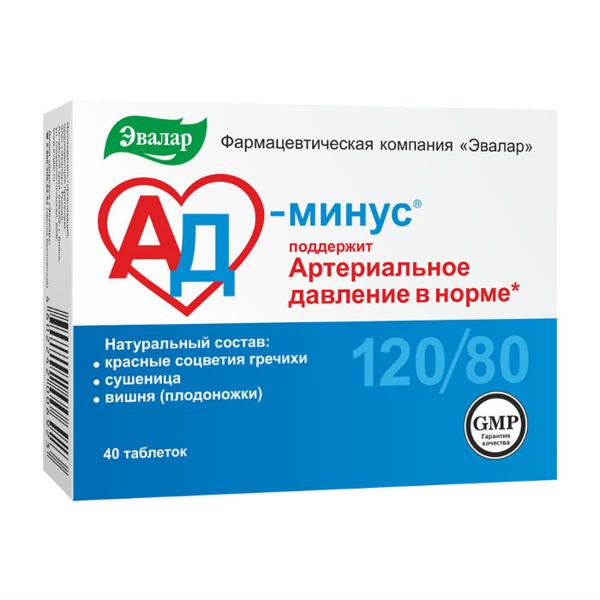 Эвалар
Фармацевтическая компания «Эвалар»
АД
-минус®
поддержит
Артериальное
давление в норме*
Натуральный состав:
• красные соцветия гречихи
• сушеница
• вишня (плодоножки)
120/80
GMP
Гарантия
качества
40 таблеток